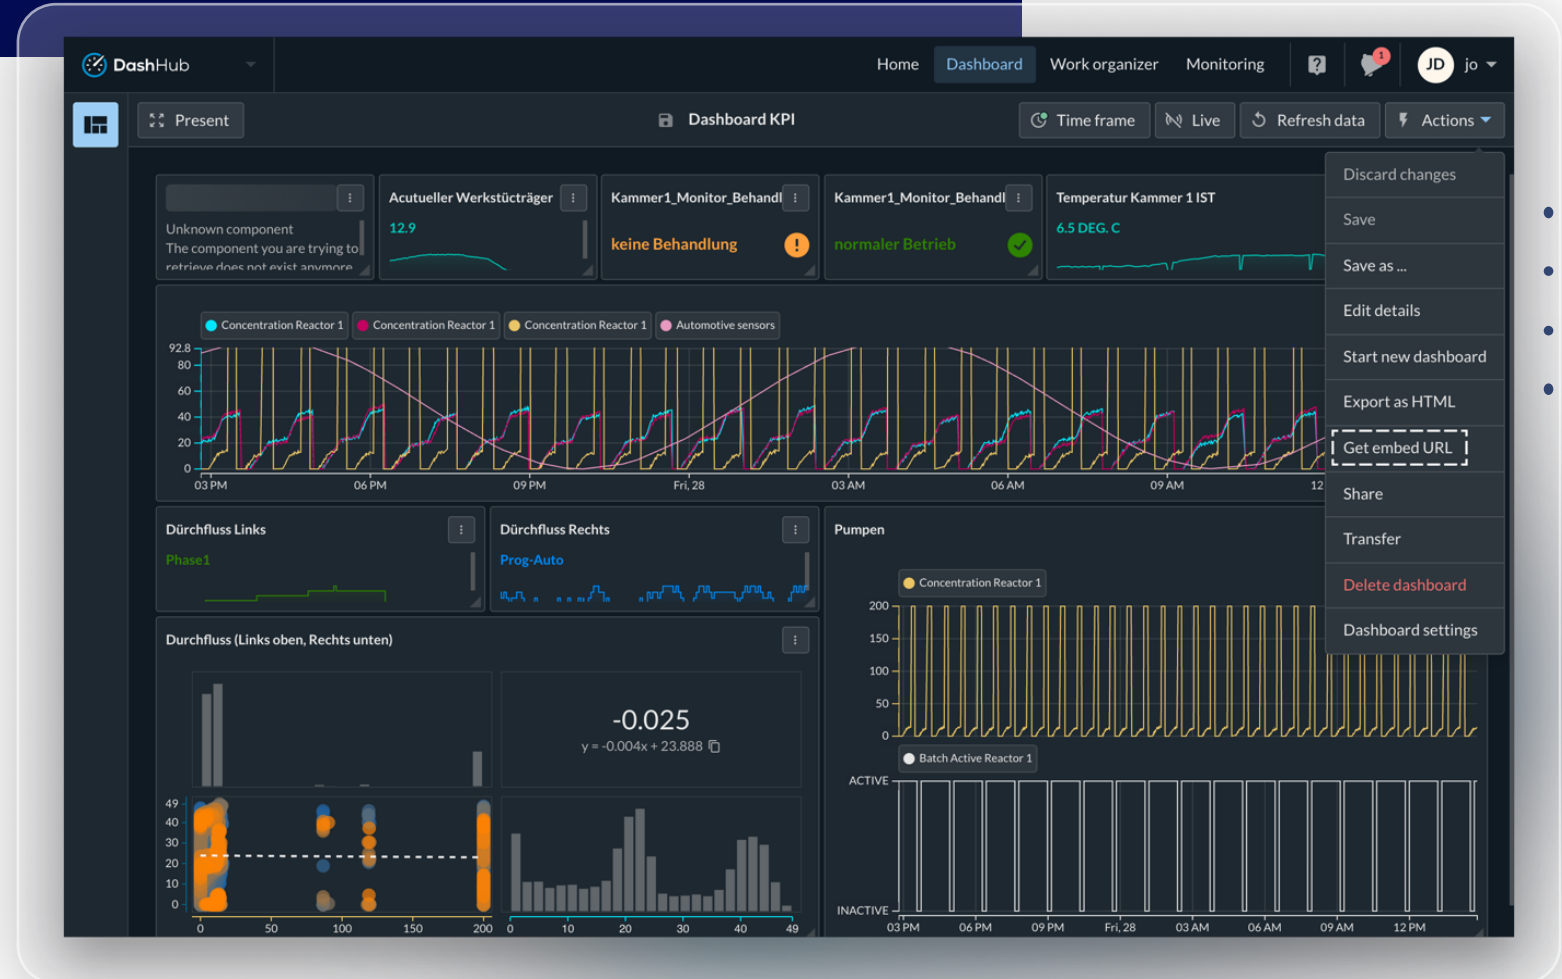 DashHub
Home
Dashboard
Work organizer
Monitoring
?
1
JD
jo
Present
Dashboard KPI
Time frame
Live
Refresh data
Actions
Discard changes
Save
Save as ...
Edit details
Start new dashboard
Export as HTML
Get embed URL
Share
Transfer
Delete dashboard
Dashboard settings
Unknown component
The component you are trying to
retrieve does not exist anymore
Acutueller Werkstücträger
12.9
Kammer1_Monitor_Behandl
keine Behandlung
!
Kammer1_Monitor_Behandl
normaler Betrieb
Temperatur Kammer 1 IST
6.5 DEG. C
Concentration Reactor 1
Concentration Reactor 1
Concentration Reactor 1
Automotive sensors
92.8
80
60
40
20
0
03 PM
06 PM
09 PM
Fri, 28
03 AM
06 AM
09 AM
12
Dürchfluss Links
Phase1
Dürchfluss Rechts
Prog-Auto
Pumpen
Concentration Reactor 1
200
150
100
50
0
Batch Active Reactor 1
ACTIVE
INACTIVE
03 PM
06 PM
09 PM
Fri, 28
03 AM
06 AM
09 AM
12 PM
Durchfluss (Links oben, Rechts unten)
-0.025
y = -0.004x + 23.888
49
40
30
20
10
0
0
50
100
150
200
0
10
20
30
40
49